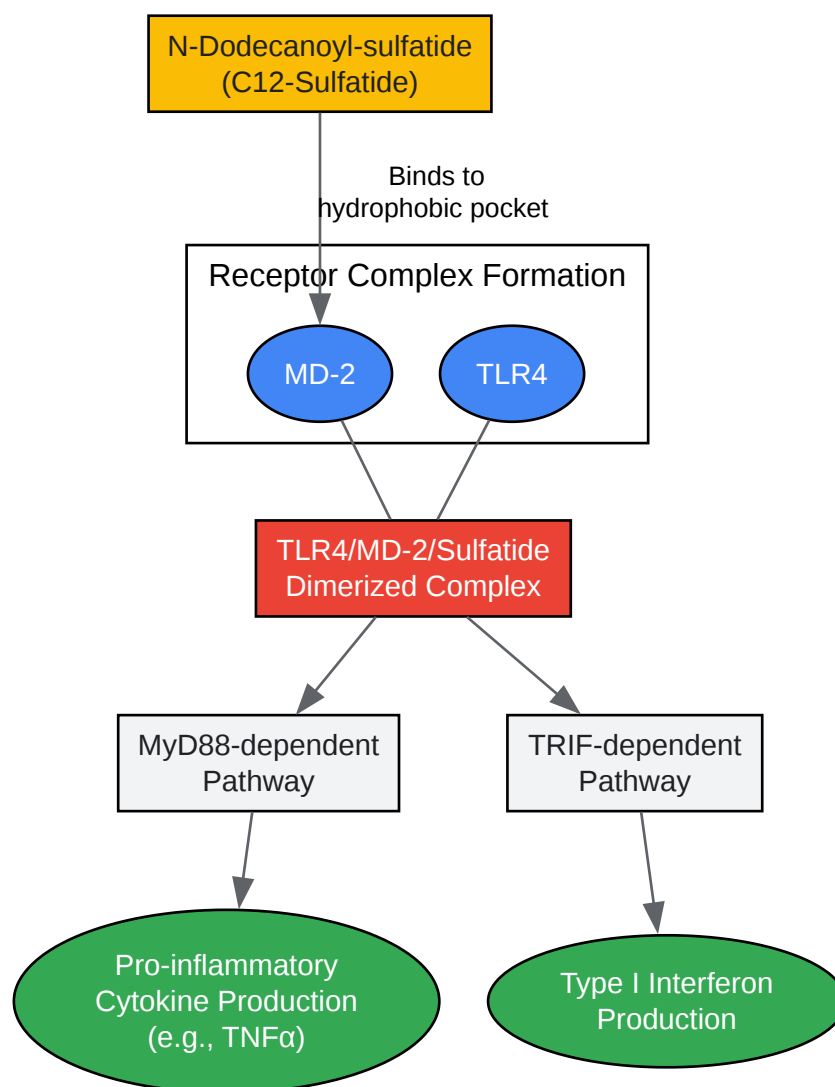 N-Dodecanoyl-sulfatide
(C12-Sulfatide)
Binds to
hydrophobic pocket
Receptor Complex Formation
MD-2
TLR4
TLR4/MD-2/Sulfatide
Dimerized Complex
MyD88-dependent
Pathway
TRIF-dependent
Pathway
Pro-inflammatory
Cytokine Production
(e.g., TNFα)
Type I Interferon
Production